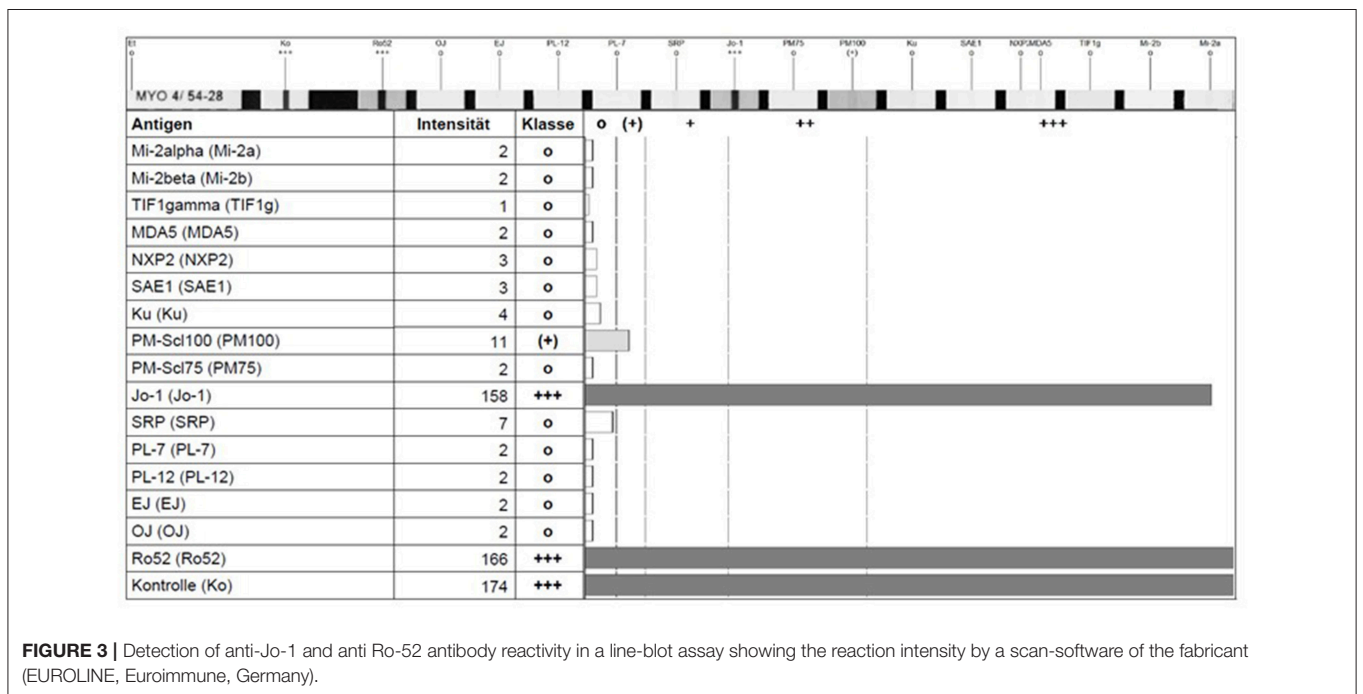 Et Ko Ro52 OJ EJ PL-12 PL-7 SRP Jo-1 PM75 PM100 Ku SAE1 NXP2 MDA5 TIF1g Mi-2b Mi-2a
o +++ +++ o o o o o +++ o (+) o o o o o o o
MYO 4/ 54-28
Antigen Intensität Klasse o (+) + ++ +++
Mi-2alpha (Mi-2a) 2 o
Mi-2beta (Mi-2b) 2 o
TIF1gamma (TIF1g) 1 o
MDA5 (MDA5) 2 o
NXP2 (NXP2) 3 o
SAE1 (SAE1) 3 o
Ku (Ku) 4 o
PM-Scl100 (PM100) 11 (+)
PM-Scl75 (PM75) 2 o
Jo-1 (Jo-1) 158 +++
SRP (SRP) 7 o
PL-7 (PL-7) 2 o
PL-12 (PL-12) 2 o
EJ (EJ) 2 o
OJ (OJ) 2 o
Ro52 (Ro52) 166 +++
Kontrolle (Ko) 174 +++
FIGURE 3 | Detection of anti-Jo-1 and anti Ro-52 antibody reactivity in a line-blot assay showing the reaction intensity by a scan-software of the fabricant
(EUROLINE, Euroimmune, Germany).